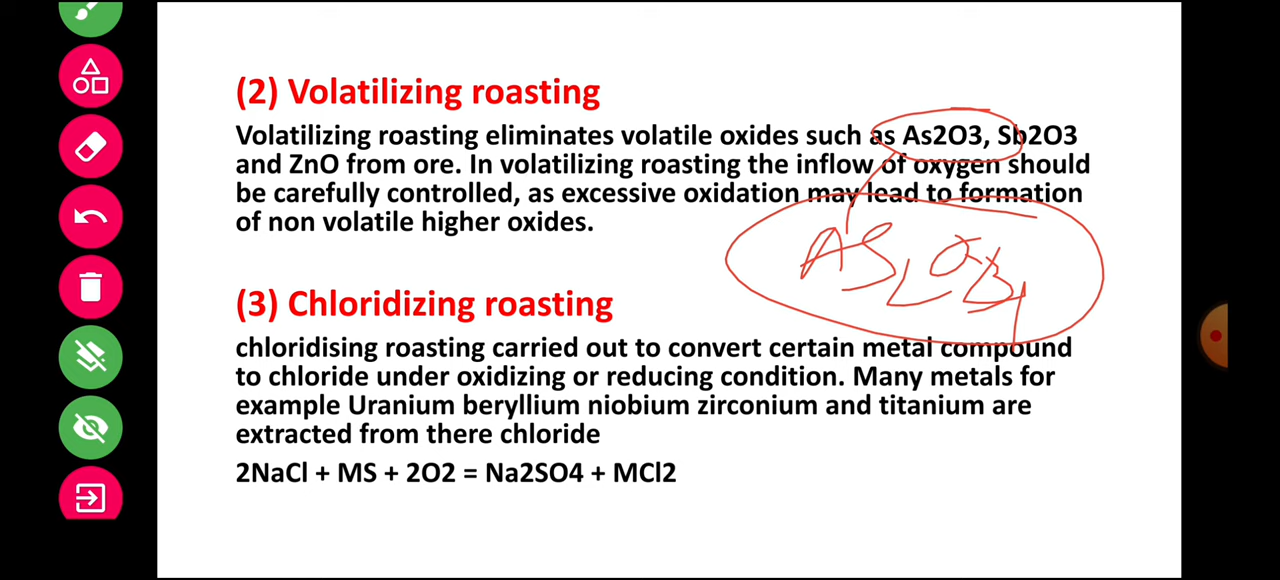 (2) Volatilizing roasting
Volatilizing roasting eliminates volatile oxides such as As2O3, Sb2O3
and ZnO from ore. In volatilizing roasting the inflow of oxygen should
be carefully controlled, as excessive oxidation may lead to formation
of non volatile higher oxides.
(3) Chloridizing roasting
chloridising roasting carried out to convert certain metal compound
to chloride under oxidizing or reducing condition. Many metals for
example Uranium beryllium niobium zirconium and titanium are
extracted from there chloride
2NaCl + MS + 2O2 = Na2SO4 + MCl2